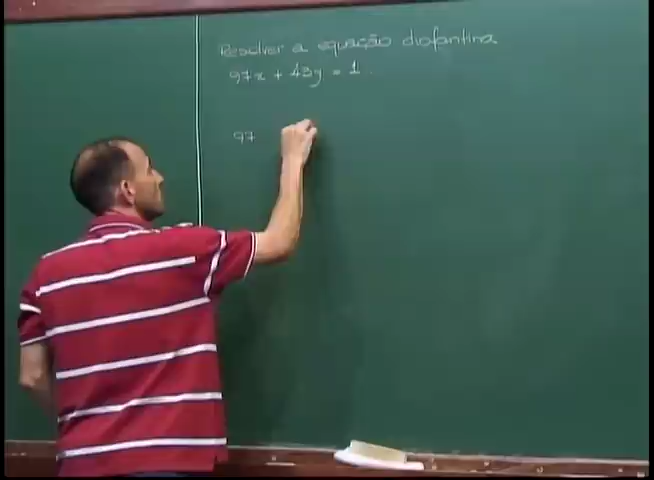 Resolver a equação diofantina
97x + 43y = 1.
97